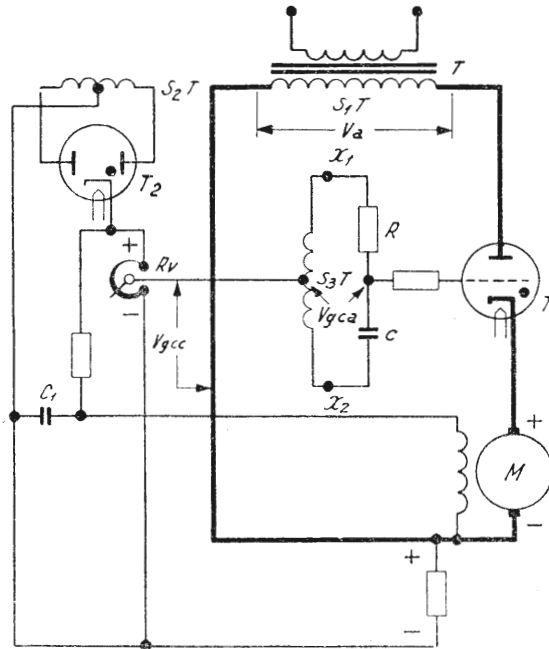 T
S₂T
S₁T
Va
X₁
T₂
R
+
Rv
S₃T
Vgca
T
−
Vgcc
C
X₂
C₁
+
M
−
+
−